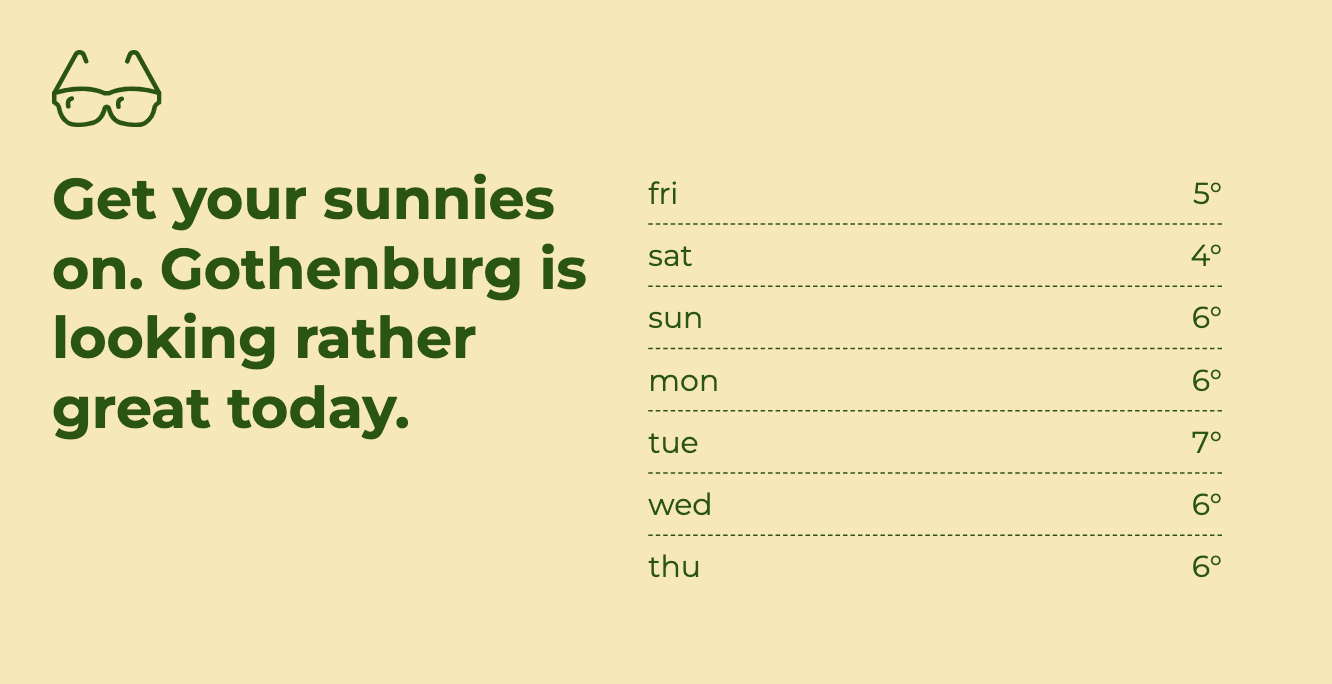 Get your sunnies
on. Gothenburg is
looking rather
great today.
fri 5°
sat 4°
sun 6°
mon 6°
tue 7°
wed 6°
thu 6°